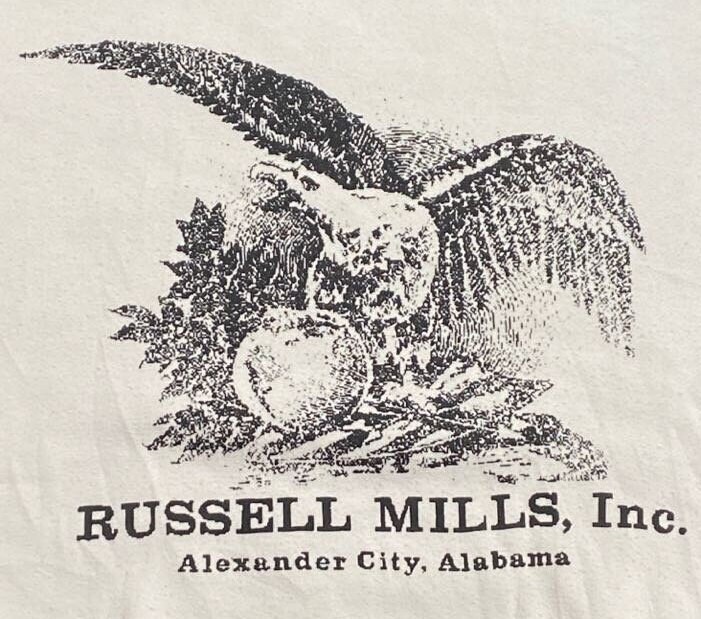 RUSSELL MILLS, Inc.
Alexander City, Alabama